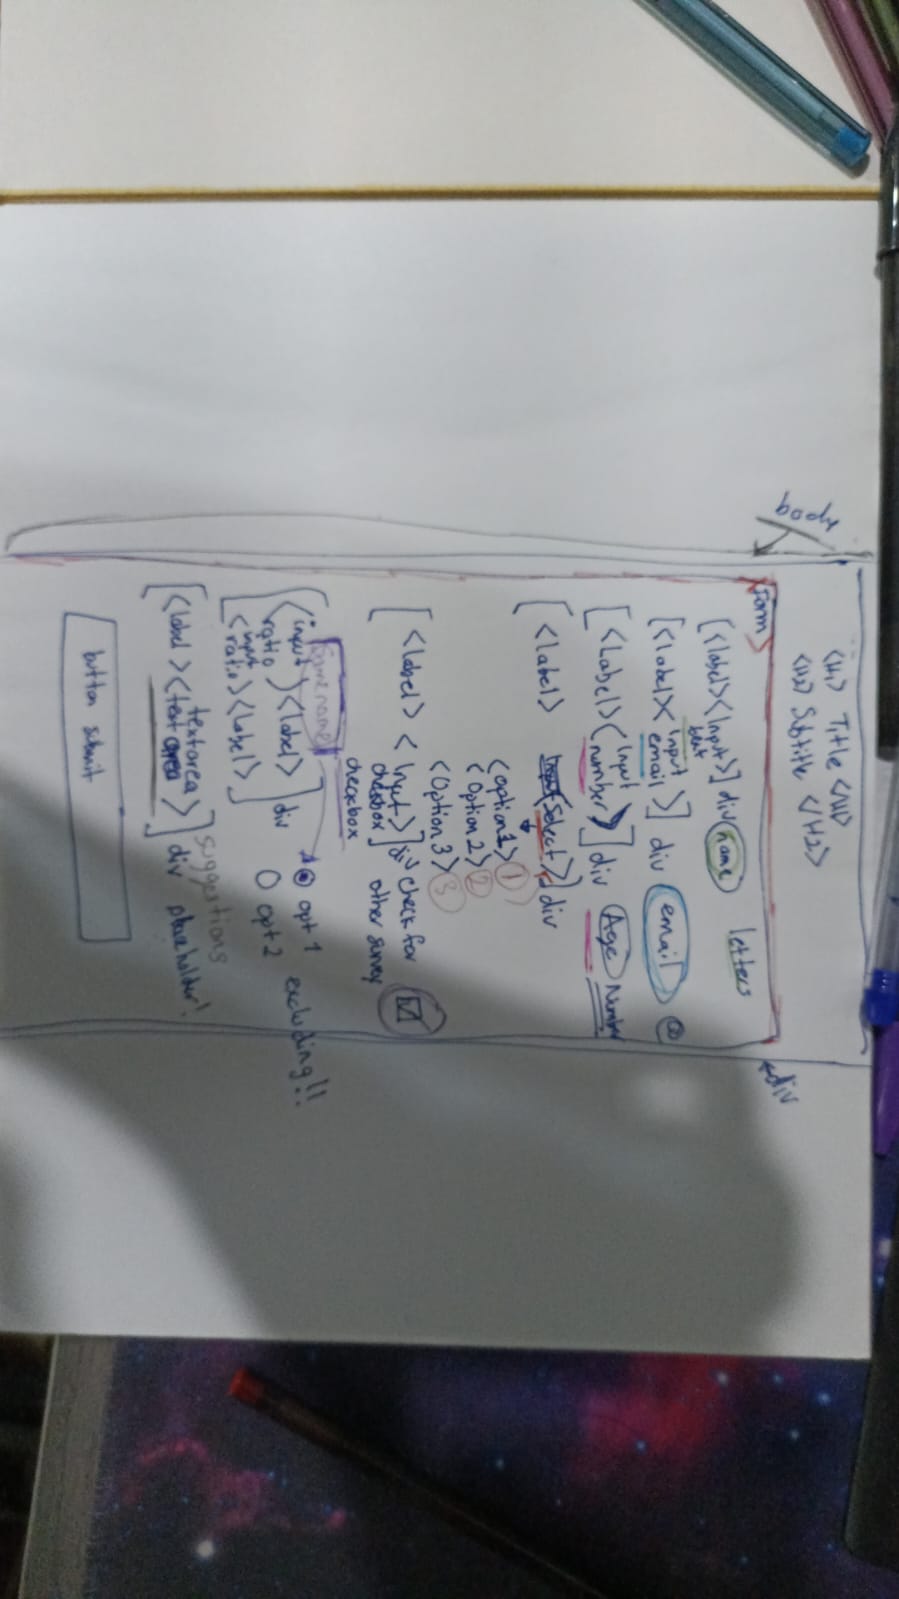 <H1> Title </H1>
<H2> Subtitle </H2>
body
div
Form
[<label><Input>] div name letters
[<label>< Input email >] div email @
[<Label>< Input number >] div Age Number
[<label> <Select>] div
<option1> 1
<Option 2> 2
<Option 3> 3
[<label> < Input > checkbox ] div check for
other survey
checkbox
Same name
< input ratio ><label> div opt 1 excluding!!
< input ratio ><label> opt 2
suggestions
textarea
[<label><text area>] div placeholder!
button submit